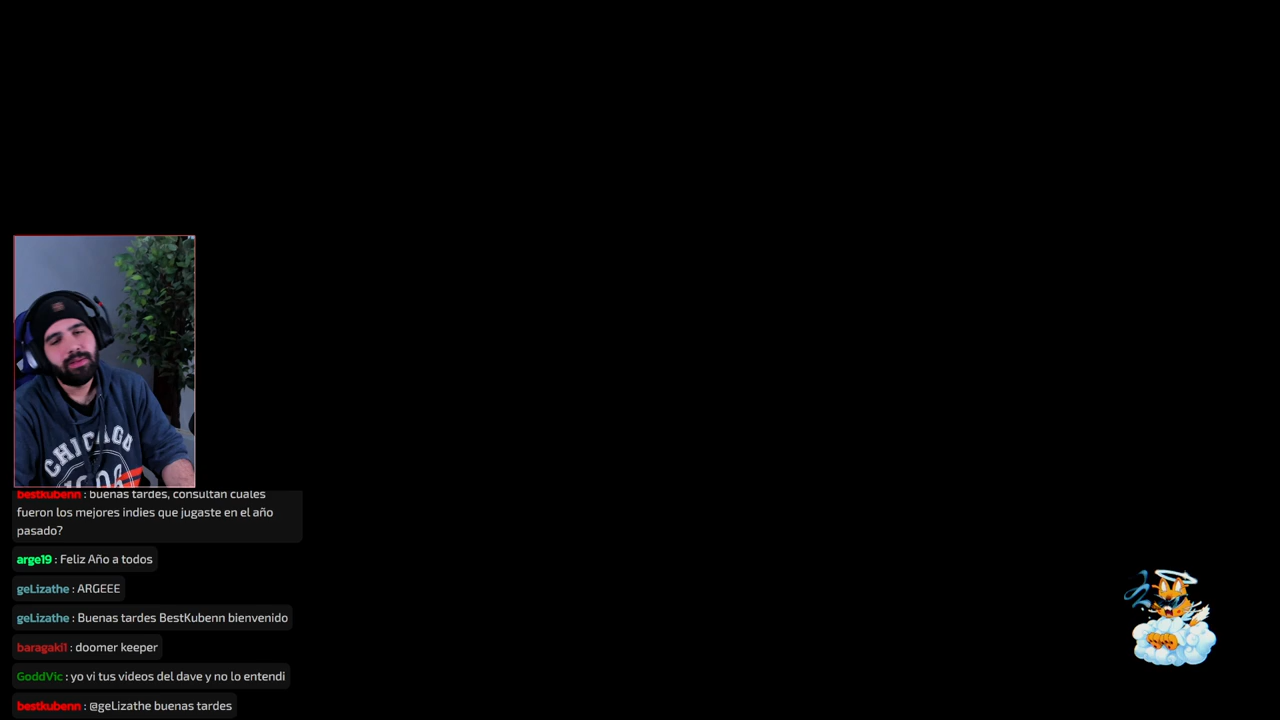 CHICAGO
bestkubenn : buenas tardes, consultan cuales
fueron los mejores indies que jugaste en el año
pasado?
arge19 : Feliz Año a todos
geLizathe : ARGEEE
geLizathe : Buenas tardes BestKubenn bienvenido
baragaki1 : doomer keeper
GoddVic : yo vi tus videos del dave y no lo entendi
bestkubenn : @geLizathe buenas tardes